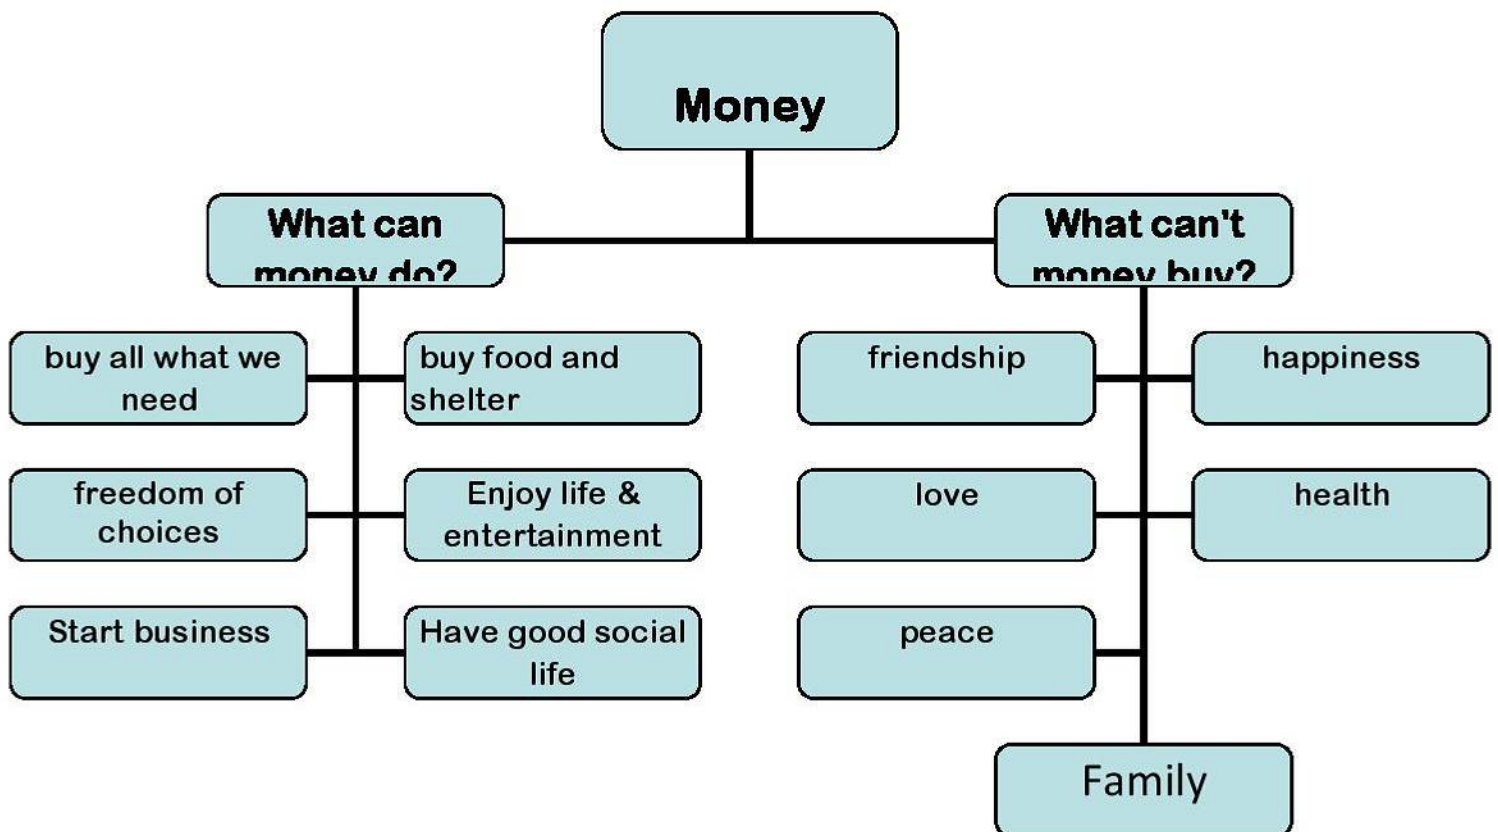 Money
What can
money do?
What can't
money buy?
buy all what we
need
buy food and
shelter
friendship
happiness
freedom of
choices
Enjoy life &
entertainment
love
health
Start business
Have good social
life
peace
Family